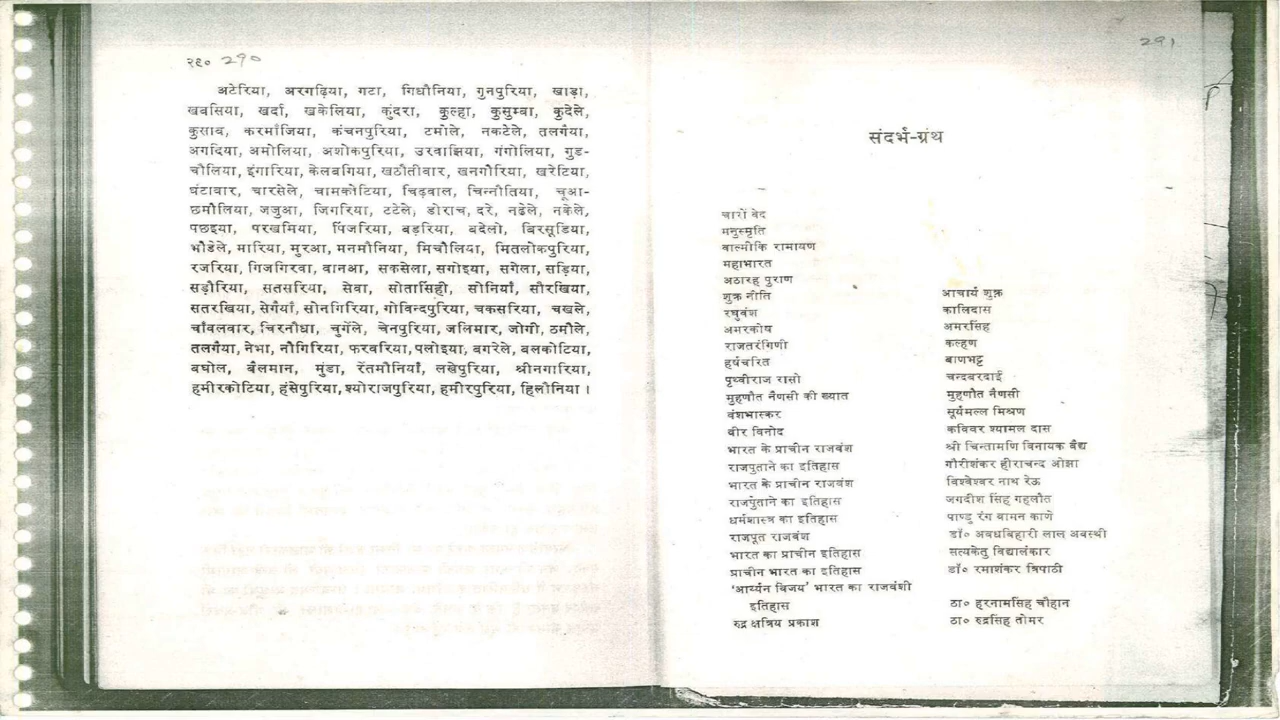 २९० 290
अटेरिया, अरगढ़िया, गटा, गिधौनिया, गुनपुरिया, खाड़ा,
खवसिया, खर्दा, खकेलिया, कुंदरा, कुल्हा, कुसुम्बा, कुदेले,
कुसाब, करमाँजिया, कंचनपुरिया, टमोले, नकटेले, तलगैया,
अगदिया, अमोलिया, अशोकपुरिया, उरवाझिया, गंगोलिया, गुड-
चौलिया, इंगारिया, केलवगिया, खठौतीवार, खनगौरिया, खरेटिया,
घंटावार, चारसेले, चामकोटिया, चिढ़वाल, चिन्नौतिया, चूआ-
छमौलिया, जजुआ, जिगरिया, टटेले, डोराच, दरे, नढेले, नकेले,
पछइया, परखमिया, पिंजरिया, बड़रिया, बदेलो, बिरसूडिया,
भौडेले, मारिया, मुरआ, मनमौनिया, मिचौलिया, मितलोकपुरिया,
रजरिया, गिजगिरवा, बानआ, सकसेला, सगोइया, सगेला, सड़िया,
सड़ोरिया, सतसरिया, सेवा, सोतासिहो, सोनियाँ, सौरखिया,
सतरखिया, सेगैयाँ, सोनगिरिया, गोविन्दपुरिया, चकसरिया, चखले,
चाँवलवार, चिरनौधा, चुगेले, चेनपुरिया, जलिमार, जोगी, ठमौले,
तलगैया, नेभा, नौगिरिया, फरवरिया, पलोइया, बगरेले, बलकोटिया,
बघोल, बैलमान, मुंडा, रेंतमौनियाँ, लखेपुरिया, श्रीनगारिया,
हमीरकोटिया, हंसेपुरिया, श्योराजपुरिया, हमीरपुरिया, हिलौनिया ।
291
संदर्भ-ग्रंथ
चारों वेद
मनुस्मृति
वाल्मीकि रामायण
महाभारत
अठारह पुराण
शुक्र नीति आचार्य शुक्र
रघुवंश कालिदास
अमरकोष अमरसिंह
राजतरंगिणी कल्हण
हर्षचरित बाणभट्ट
पृथ्वीराज रासो चन्दबरदाई
मुहणौत नैणसी की ख्यात मुहणौत नैणसी
वंशभास्कर सूर्यमल्ल मिश्रण
वीर विनोद कविवर श्यामल दास
भारत के प्राचीन राजवंश श्री चिन्तामणि विनायक वैद्य
राजपुताने का इतिहास गौरीशंकर हीराचन्द ओझा
भारत के प्राचीन राजवंश विश्वेश्वर नाथ रेऊ
राजपुताने का इतिहास जगदीश सिंह गहलौत
धर्मशास्त्र का इतिहास पाण्डु रंग वामन काणे
राजपूत राजवंश डॉ० अवधबिहारी लाल अवस्थी
भारत का प्राचीन इतिहास सत्यकेतु विद्यालंकार
प्राचीन भारत का इतिहास डॉ० रमाशंकर त्रिपाठी
'आर्य्यन विजय' भारत का राजवंशी
इतिहास ठा० हरनामसिंह चौहान
रुद्र क्षत्रिय प्रकाश ठा० रुद्रसिंह तोमर